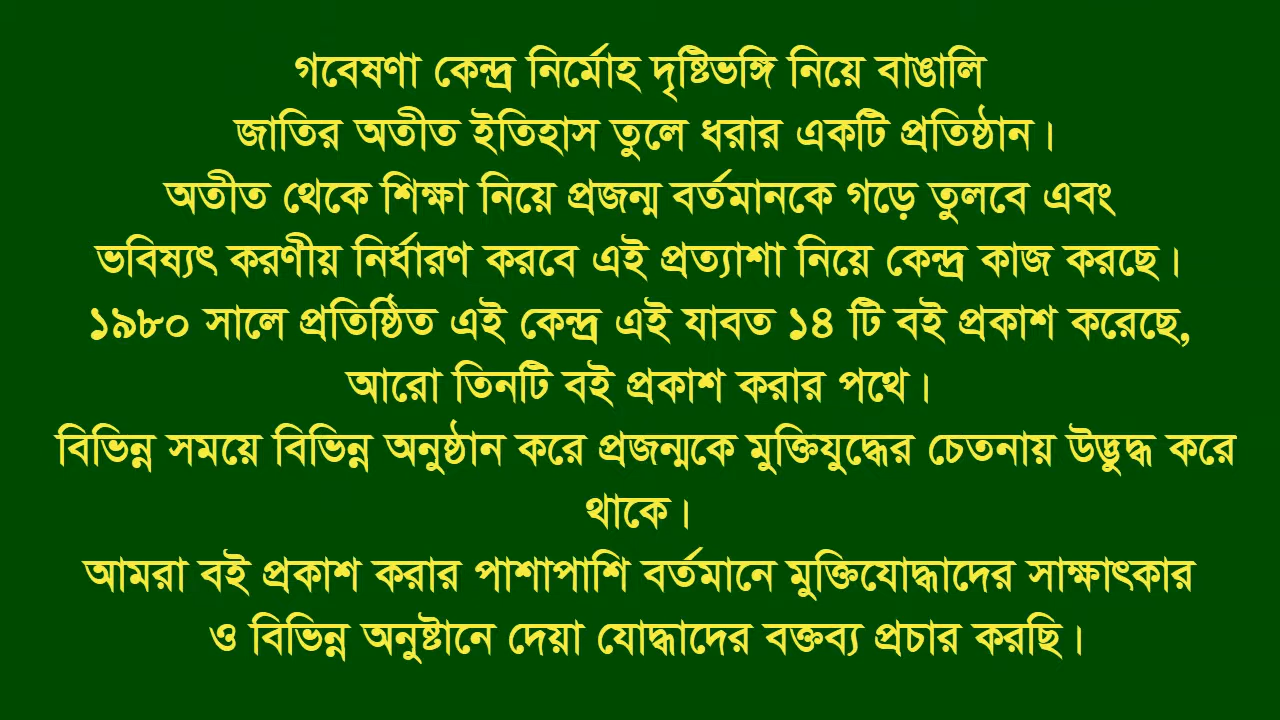 গবেষণা কেন্দ্র নির্মোহ দৃষ্টিভঙ্গি নিয়ে বাঙালি
জাতির অতীত ইতিহাস তুলে ধরার একটি প্রতিষ্ঠান।
অতীত থেকে শিক্ষা নিয়ে প্রজন্ম বর্তমানকে গড়ে তুলবে এবং
ভবিষ্যৎ করণীয় নির্ধারণ করবে এই প্রত্যাশা নিয়ে কেন্দ্র কাজ করছে।
১৯৮০ সালে প্রতিষ্ঠিত এই কেন্দ্র এই যাবত ১৪ টি বই প্রকাশ করেছে,
আরো তিনটি বই প্রকাশ করার পথে।
বিভিন্ন সময়ে বিভিন্ন অনুষ্ঠান করে প্রজন্মকে মুক্তিযুদ্ধের চেতনায় উদ্ভুদ্ধ করে
থাকে।
আমরা বই প্রকাশ করার পাশাপাশি বর্তমানে মুক্তিযোদ্ধাদের সাক্ষাৎকার
ও বিভিন্ন অনুষ্টানে দেয়া যোদ্ধাদের বক্তব্য প্রচার করছি।